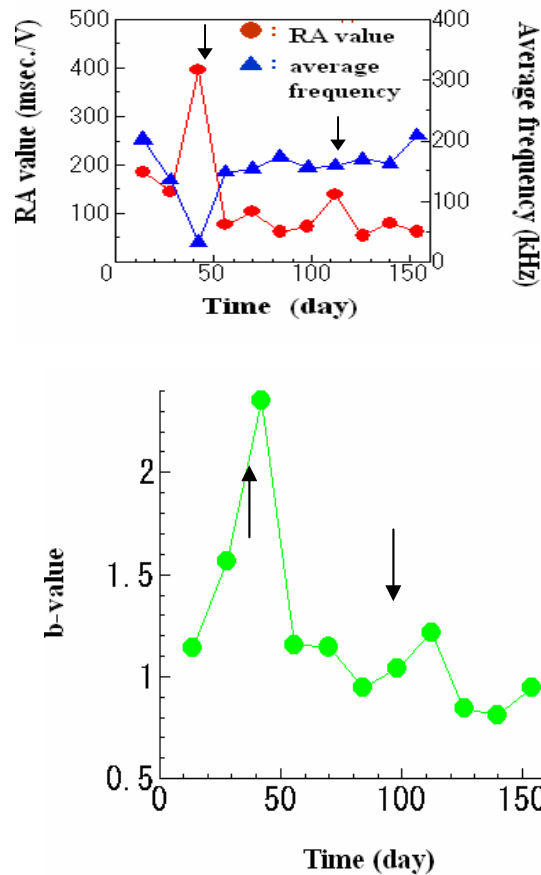 500
400
300
200
100
RA value (msec./V)
: RA value
: average
frequency
400
300
200
100
0
Average frequency (kHz)
0
50
100
150
Time (day)
2
1.5
1
0.5
b-value
0
50
100
150
Time (day)